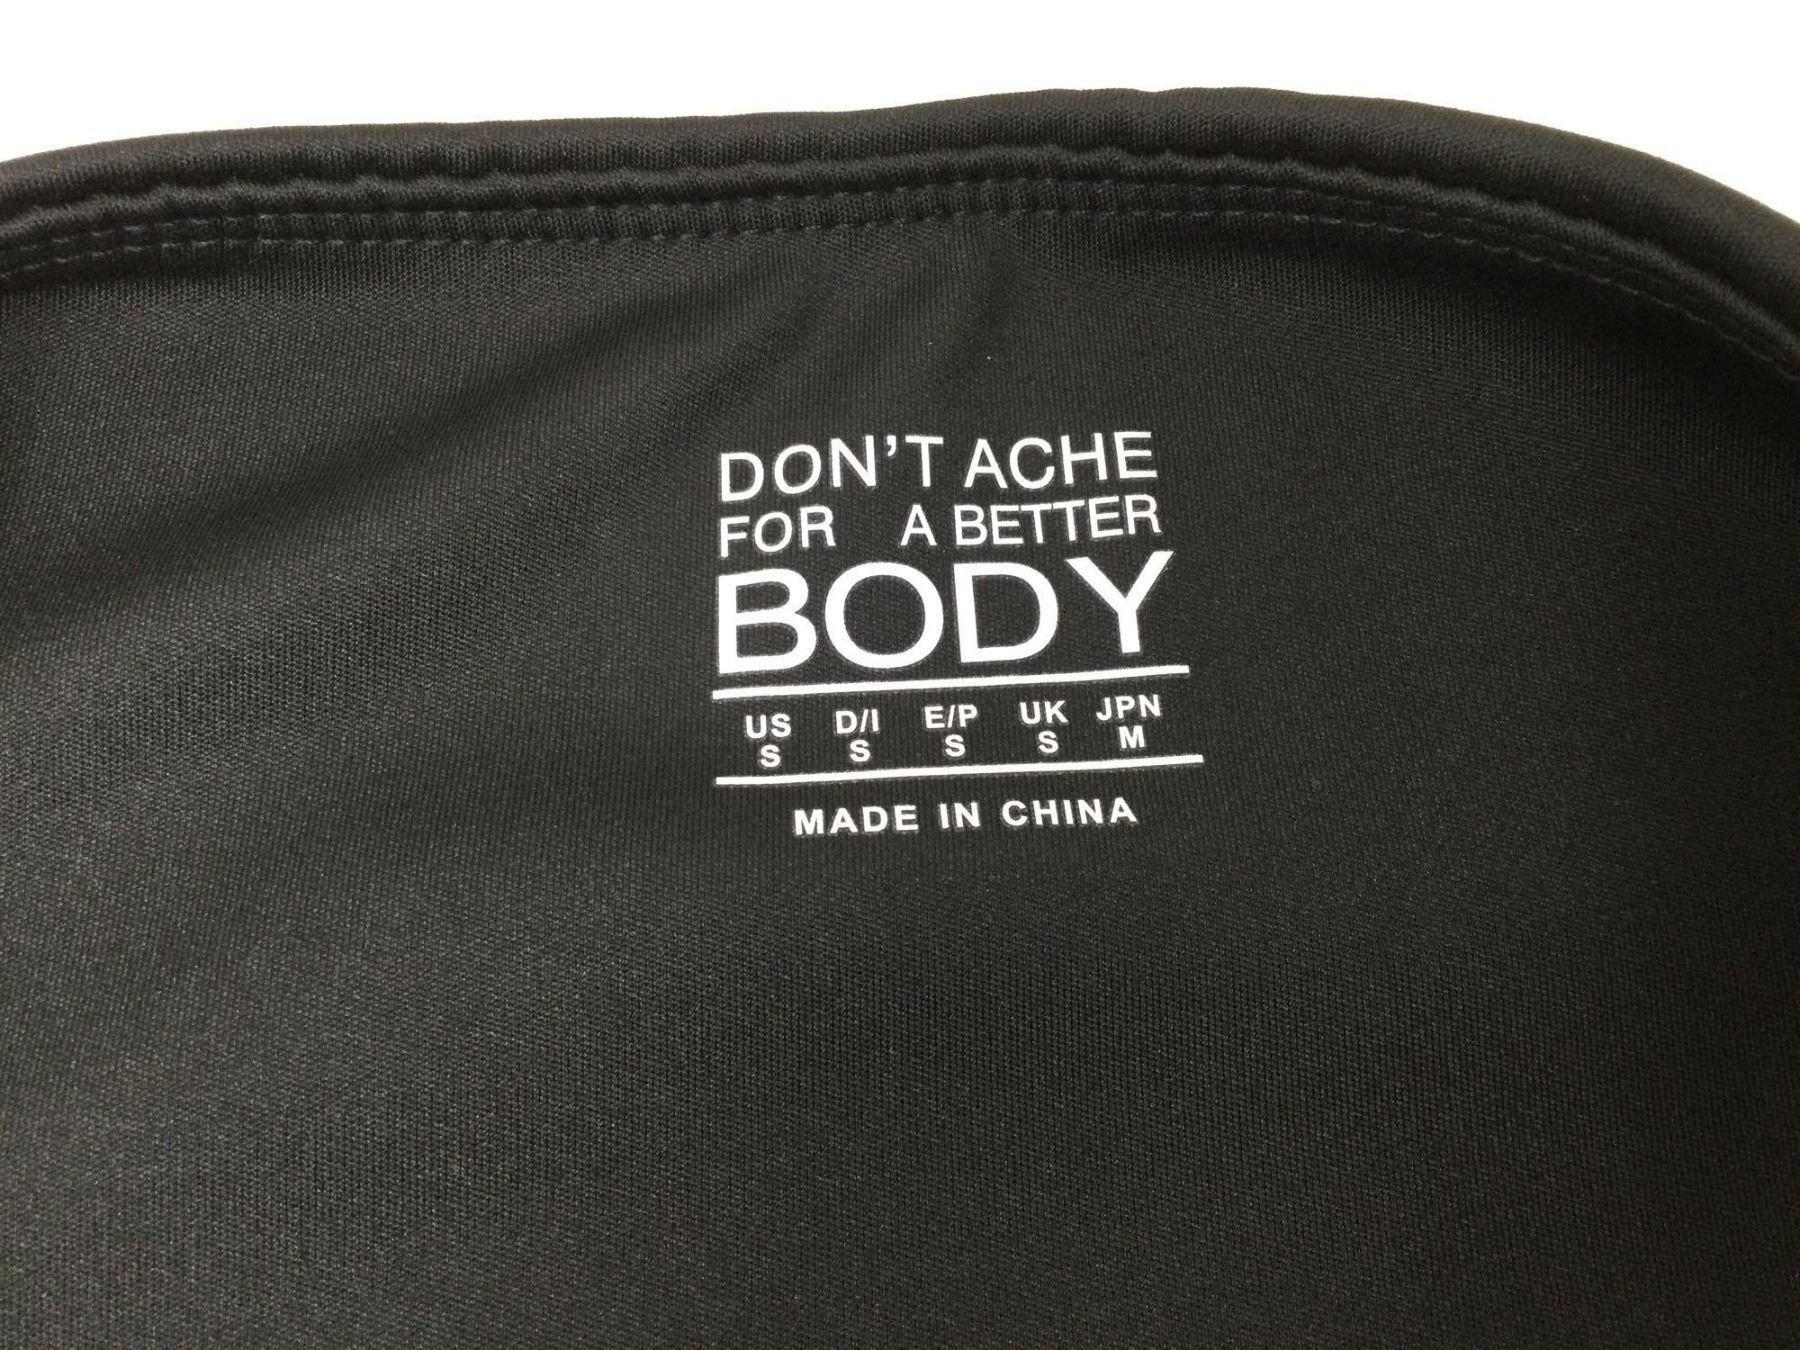 DON'T ACHE
FOR A BETTER
BODY
US D/I E/P UK JPN
S S S S M
MADE IN CHINA